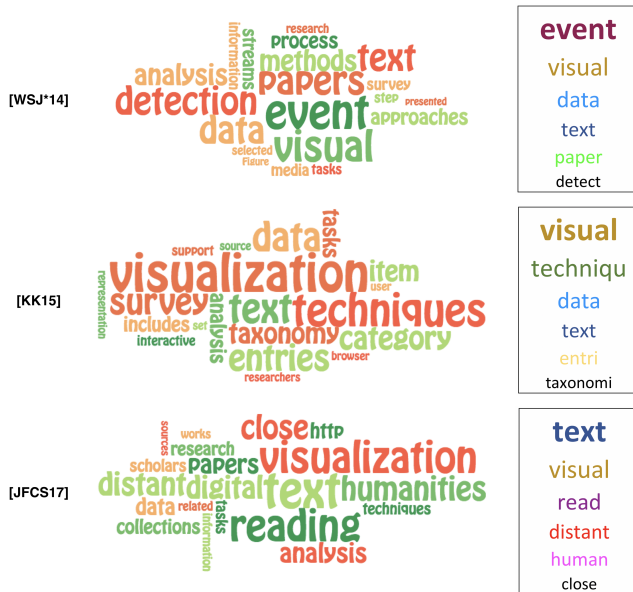 [WSJ*14]
research
process
information
streams
methods
text
analysis
papers
survey
detection
step
presented
event
approaches
data
visual
selected
Figure
media
tasks
event
visual
data
text
paper
detect
[KK15]
tasks
data
support
source
visualization
item
user
representation
survey
analysis
text
techniques
includes
set
taxonomy
category
interactive
entries
browser
researchers
visual
techniqu
data
text
entri
taxonomi
[JFCS17]
sources
works
close
http
research
scholars
papers
visualization
distant
digital
text
humanities
data
related
tasks
techniques
collections
information
reading
analysis
text
visual
read
distant
human
close